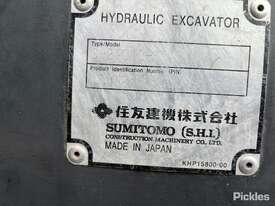 HYDRAULIC EXCAVATOR
Type/Model
Product Identification Number (PIN)
住友建機株式会社
SUMITOMO (S.H.I.)
CONSTRUCTION MACHINERY CO., LTD.
MADE IN JAPAN
KHP15800-00
Pickles